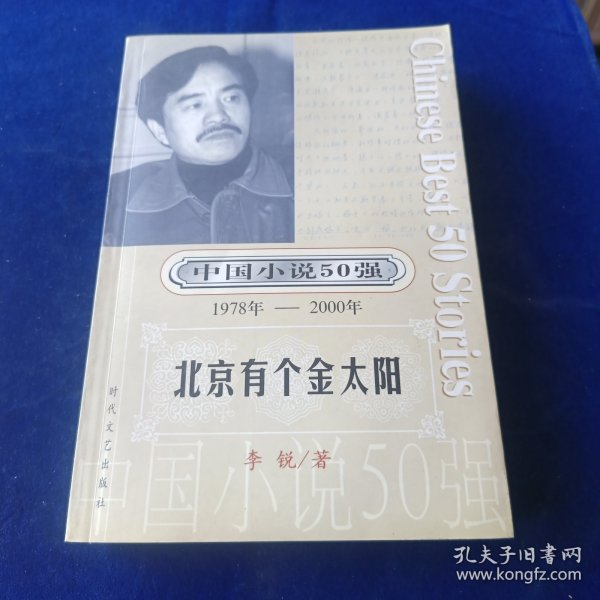 Chinese Best 50 Stories
中国小说50强
1978年 — 2000年
北京有个金太阳
李锐/著
时代文艺出版社
中国小说50强
孔夫子旧书网
www.kongfz.com